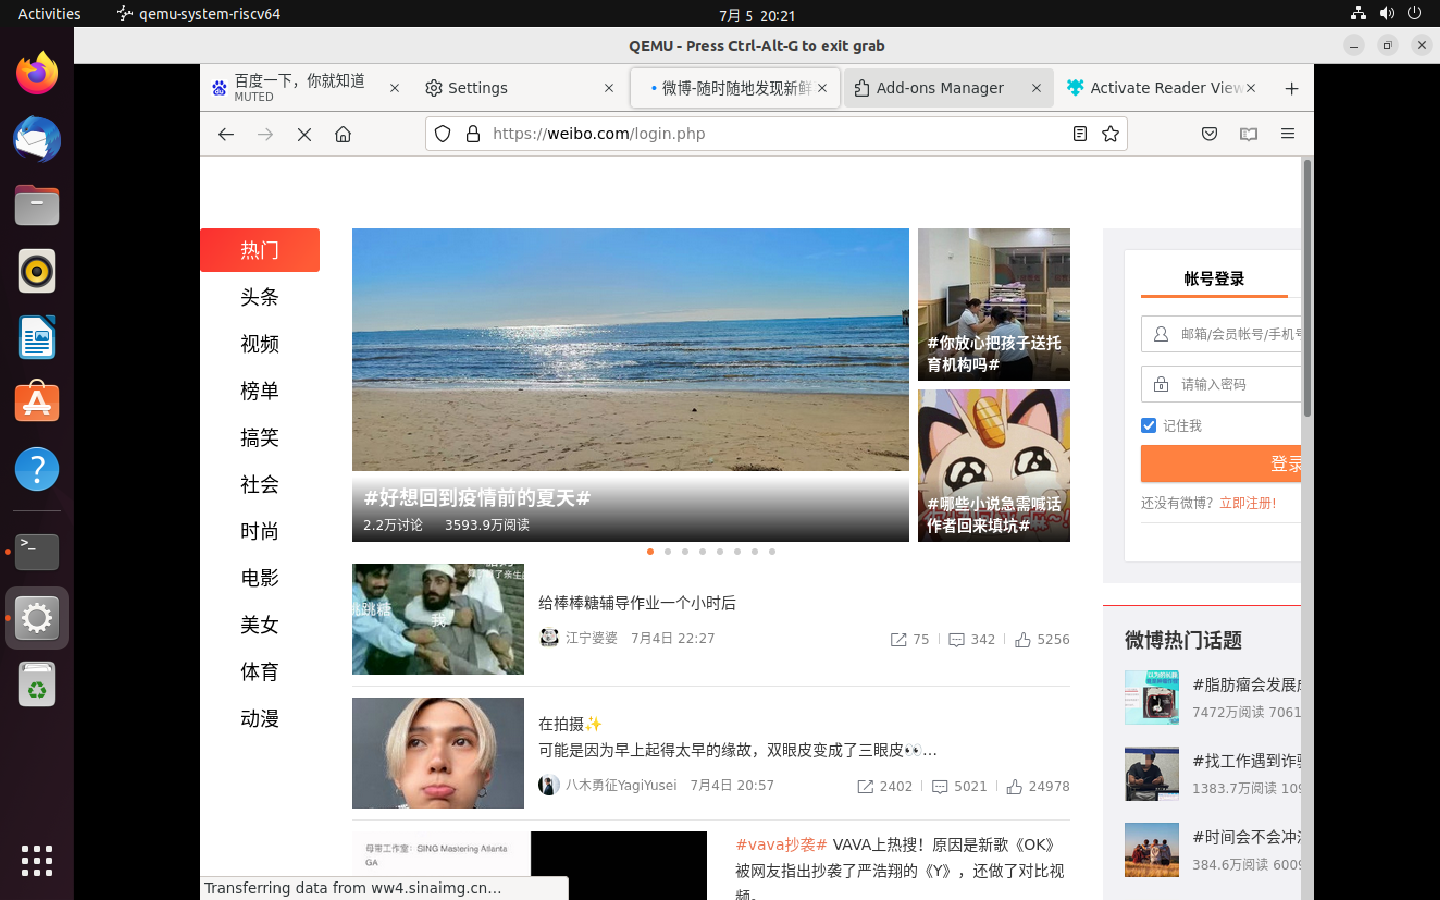 Activities
qemu-system-riscv64
7月 5 20:21
QEMU - Press Ctrl-Alt-G to exit grab
百度一下，你就知道
MUTED
Settings
微博-随时随地发现新鲜
Add-ons Manager
Activate Reader View
https://weibo.com/login.php
热门
头条
视频
榜单
搞笑
社会
时尚
电影
美女
体育
动漫
#好想回到疫情前的夏天#
2.2万讨论 3593.9万阅读
#你放心把孩子送托
育机构吗#
#哪些小说急需喊话
作者回来填坑#
给棒棒糖辅导作业一个小时后
江宁婆婆 7月4日 22:27
75 342 5256
在拍摄✨
可能是因为早上起得太早的缘故，双眼皮变成了三眼皮👀...
八木勇征YagiYusei 7月4日 20:57
2402 5021 24978
母带工作室：SING Mastering Atlanta
GA
#vava抄袭# VAVA上热搜！原因是新歌《OK》
被网友指出抄袭了严浩翔的《Y》，还做了对比视
频。
帐号登录
邮箱/会员帐号/手机号
请输入密码
记住我
登录
还没有微博？立即注册!
微博热门话题
#脂肪瘤会发展
7472万阅读 7061
#找工作遇到诈
1383.7万阅读 109
#时间会不会冲
384.6万阅读 6009
Transferring data from ww4.sinaimg.cn...